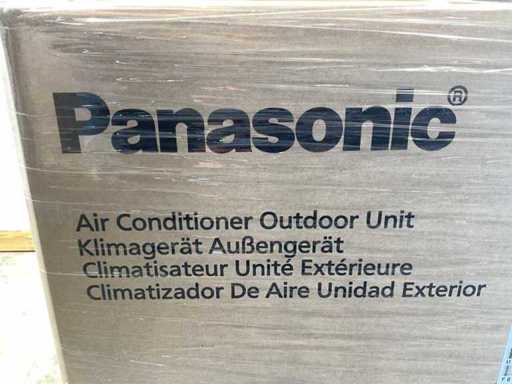 Panasonic®
Air Conditioner Outdoor Unit
Klimagerät Außengerät
Climatisateur Unité Extérieure
Climatizador De Aire Unidad Exterior